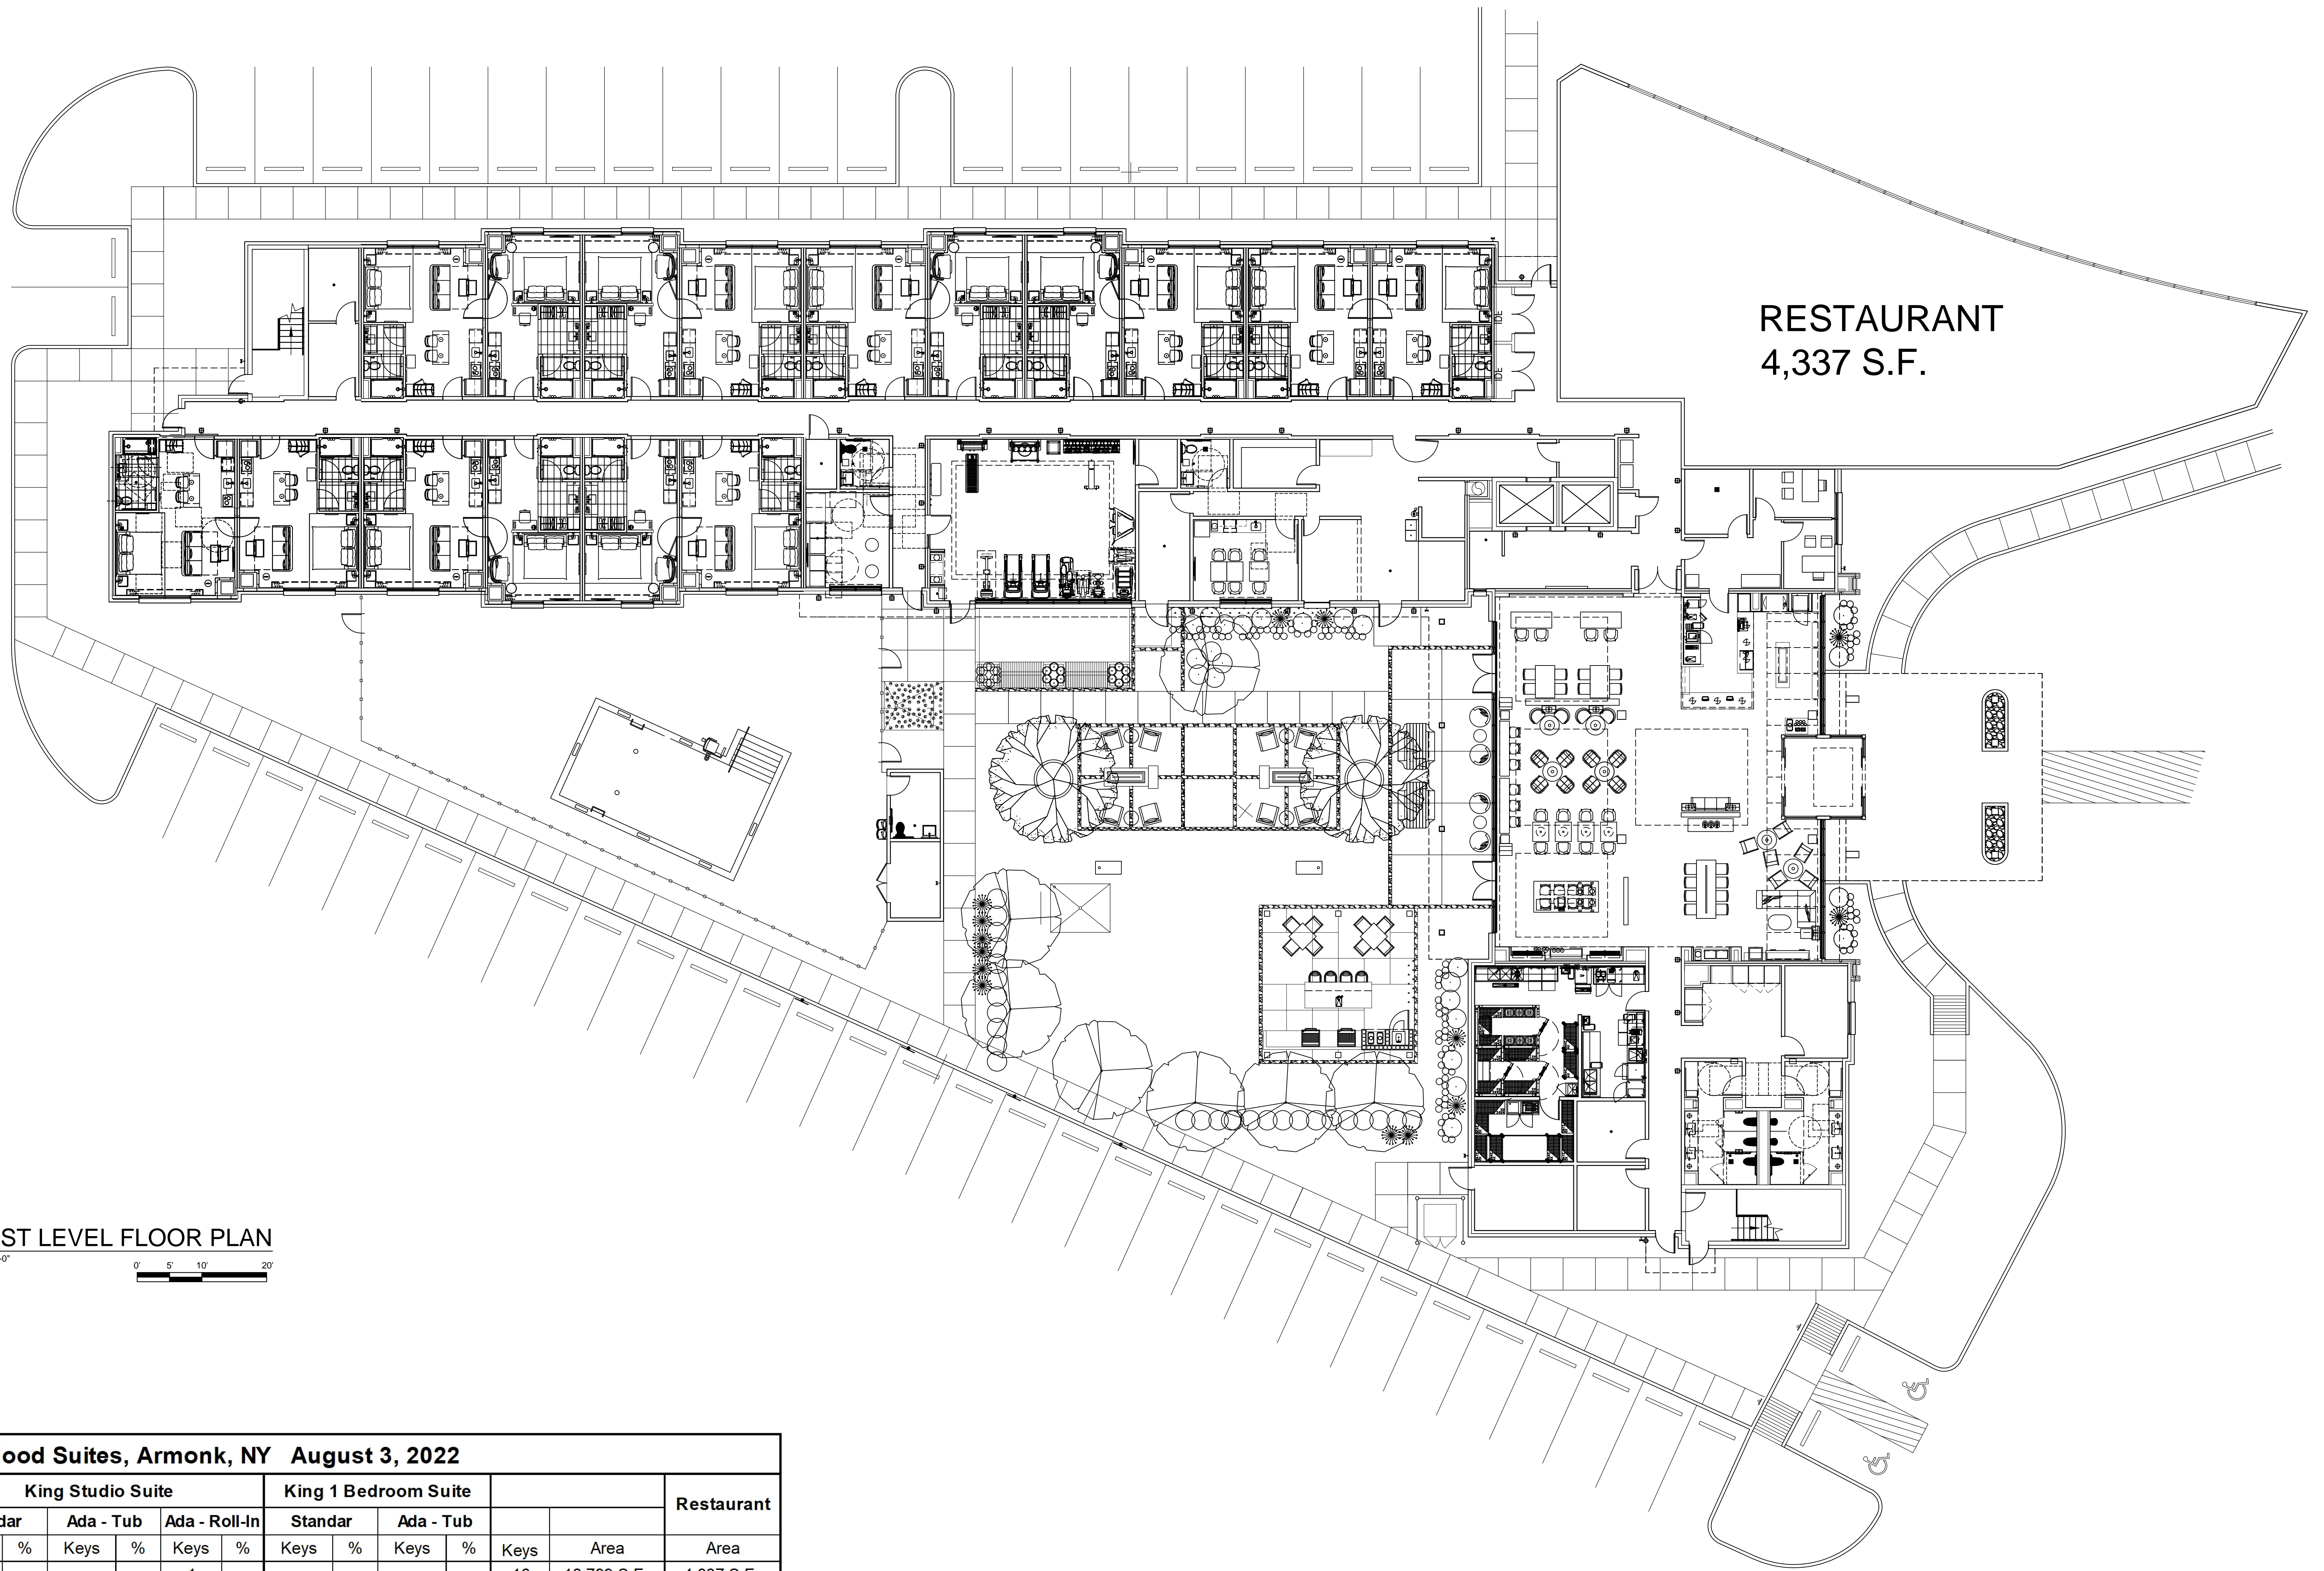 RESTAURANT
4,337 S.F.
ST LEVEL FLOOR PLAN
-0"
0' 5' 10' 20'
ood Suites, Armonk, NY August 3, 2022
King Studio Suite King 1 Bedroom Suite Restaurant
dar Ada - Tub Ada - Roll-In Standar Ada - Tub
% Keys % Keys % Keys % Keys % Keys Area Area